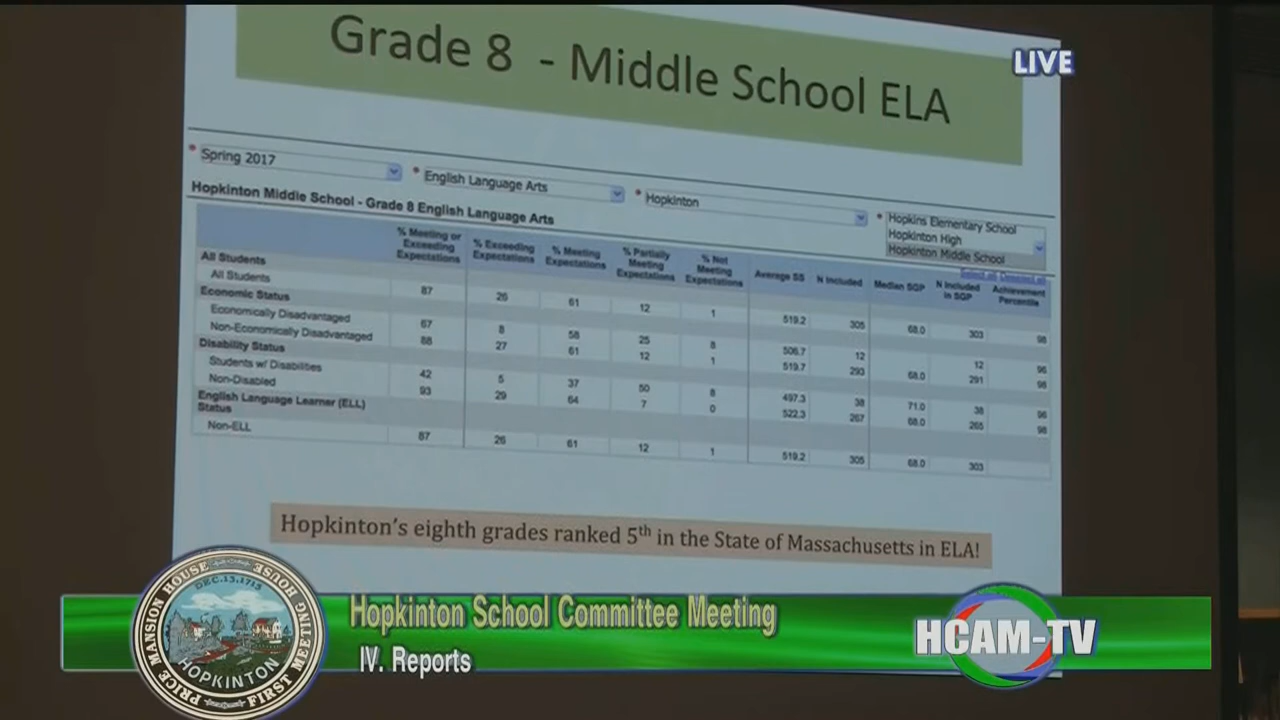 Grade 8 - Middle School ELA
LIVE
* Spring 2017
* English Language Arts
* Hopkinton
* Hopkins Elementary School
Hopkinton High
Hopkinton Middle School
Hopkinton Middle School - Grade 8 English Language Arts
% Meeting or Exceeding Expectations % Exceeding Expectations % Meeting Expectations % Partially Meeting Expectations % Not Meeting Expectations Average SS N Included Median SGP N Included in SGP Achievement Percentile
All Students
All Students 87 26 61 12 1 519.2 305 68.0 303 98
Economic Status
Economically Disadvantaged 67 8 58 25 8 506.7 12 12 96
Non-Economically Disadvantaged 88 27 61 12 1 519.7 293 68.0 291 98
Disability Status
Students w/ Disabilities 42 5 37 50 8 497.3 38 71.0 38 96
Non-Disabled 93 29 64 7 0 522.3 267 68.0 265 98
English Language Learner (ELL) Status
Non-ELL 87 26 61 12 1 519.2 305 68.0 303
Hopkinton's eighth grades ranked 5th in the State of Massachusetts in ELA!
Hopkinton School Committee Meeting
IV. Reports
HCAM-TV
PRICE MANSION HOUSE FIRST MEETING HOUSE
DEC.13.1715
HOPKINTON